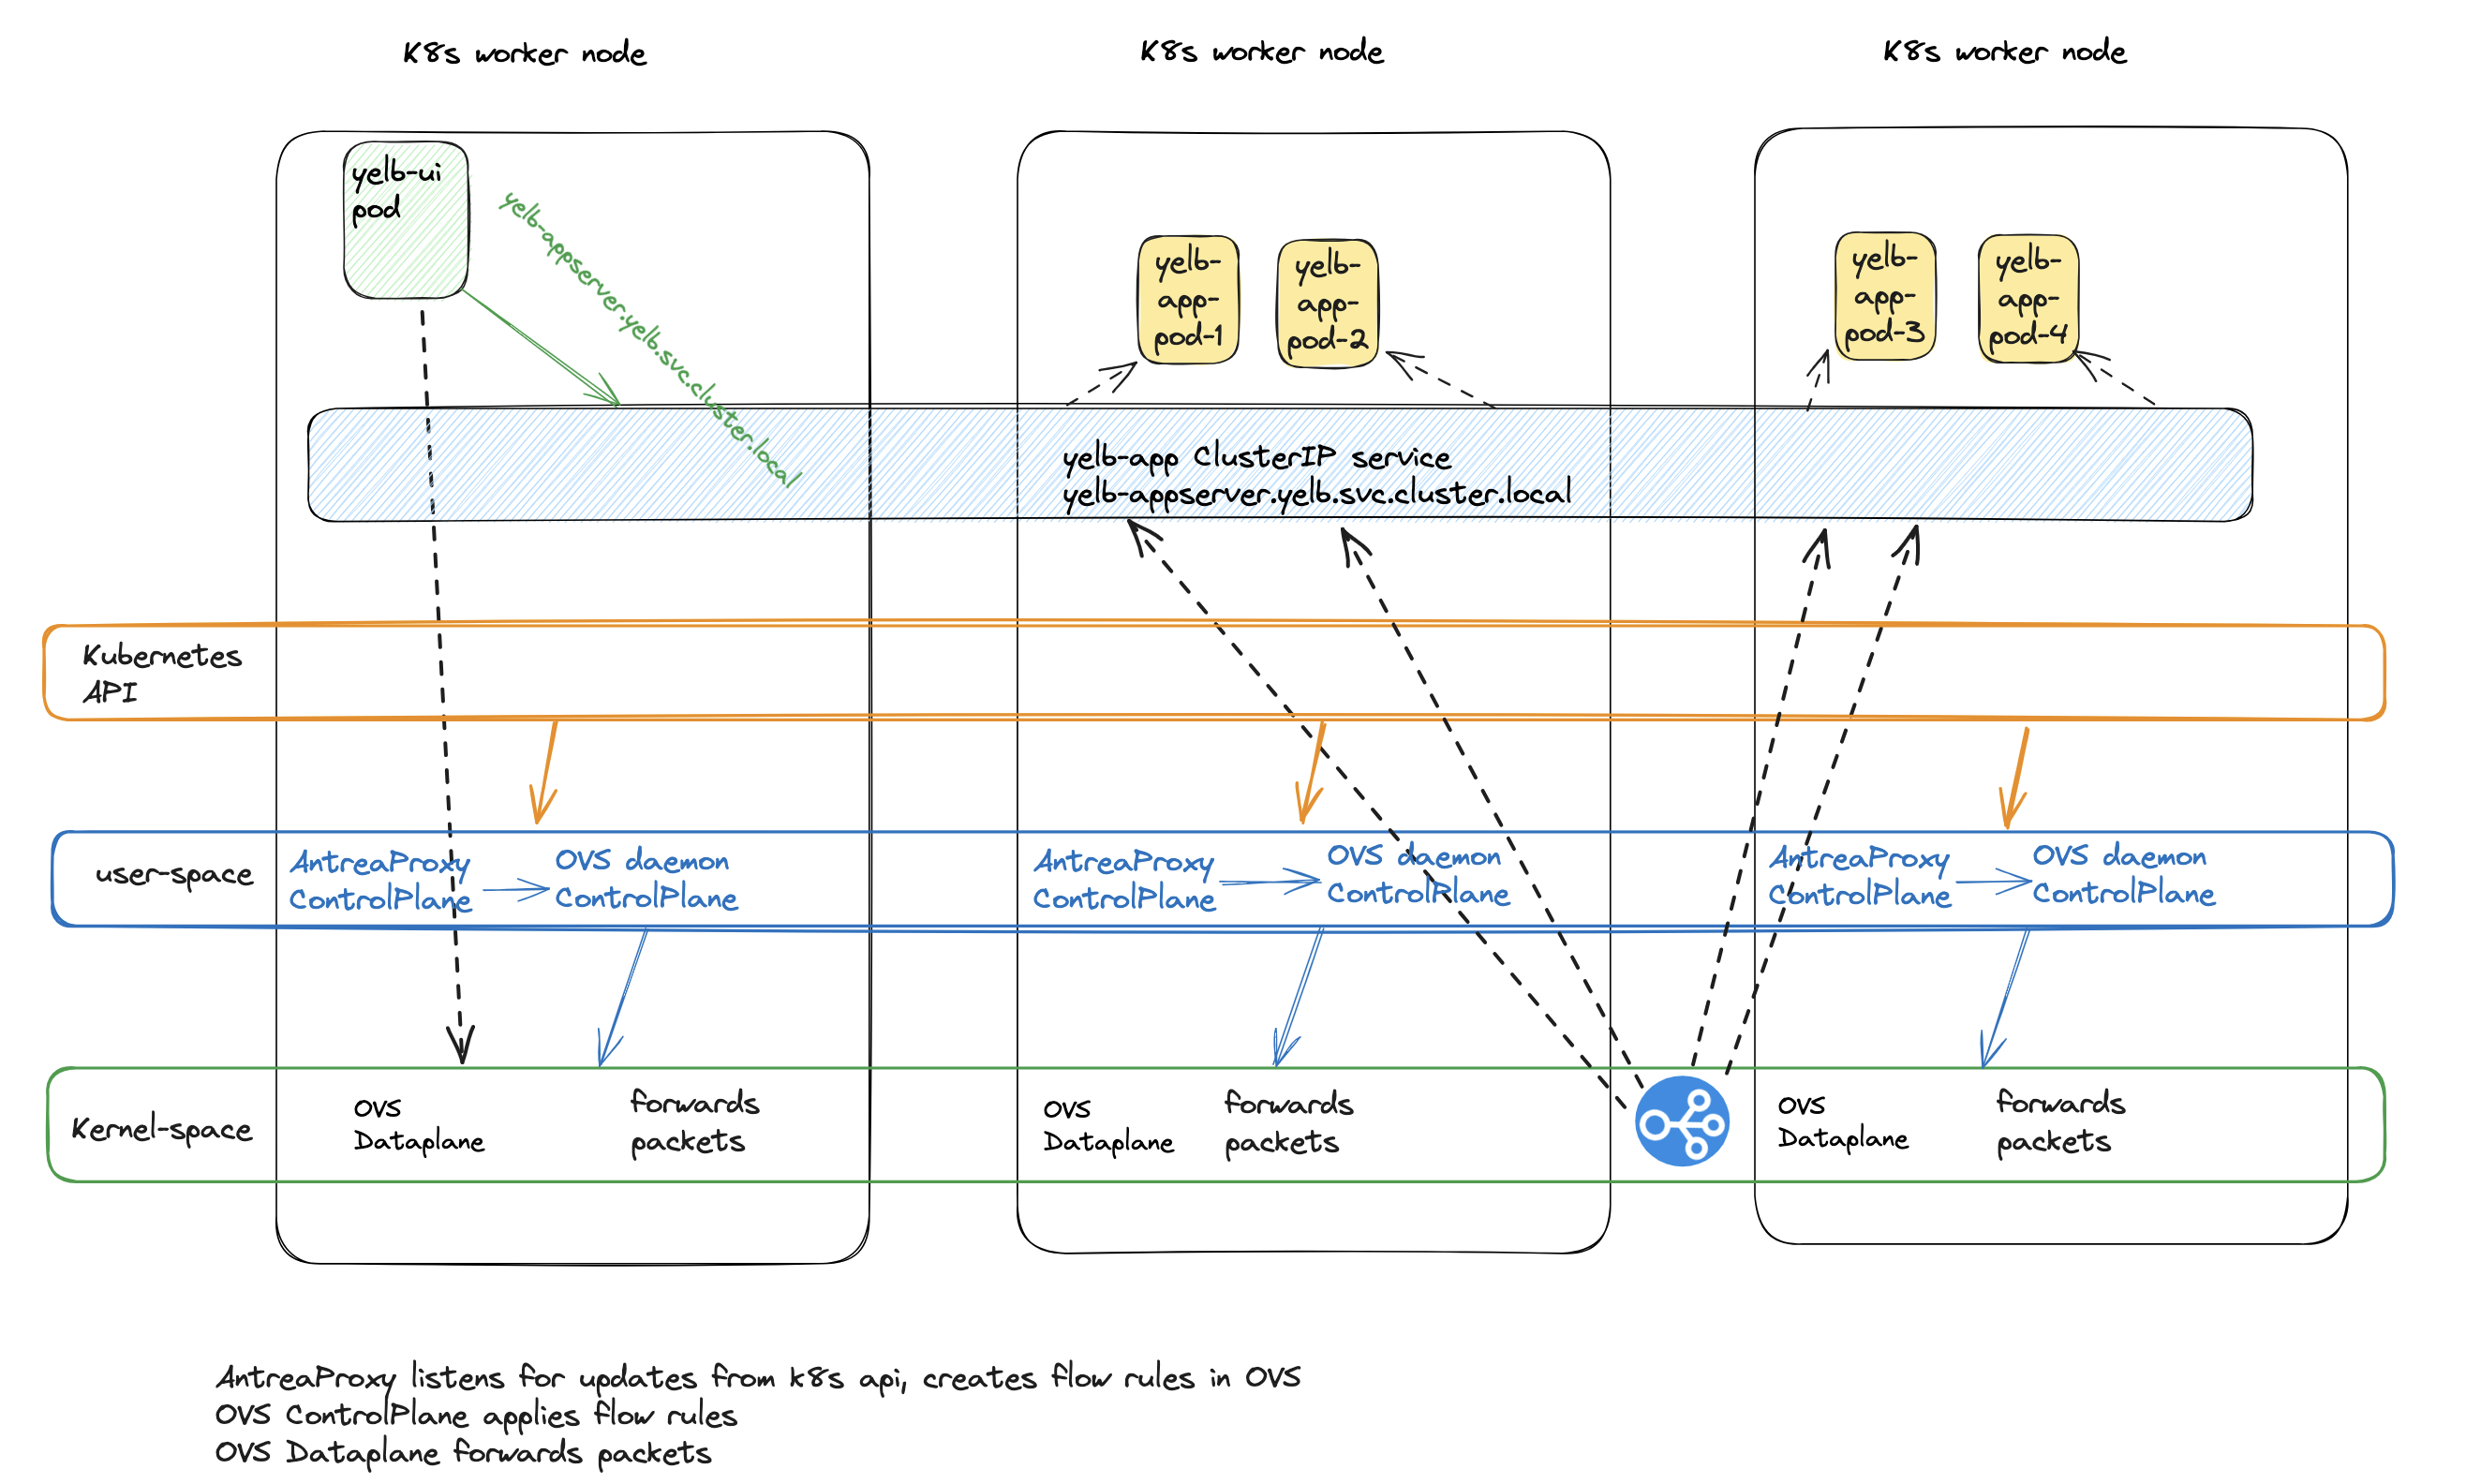 K8s worker node
K8s worker node
K8s worker node
yelb-ui
pod
yelb-appserver.yelb.svc.cluster.local
yelb-
app-
pod-1
yelb-
app-
pod-2
yelb-
app-
pod-3
yelb-
app-
pod-4
yelb-app ClusterIP service
yelb-appserver.yelb.svc.cluster.local
Kubernetes
API
user-space
AntreaProxy
ControlPlane
OVS daemon
ControlPlane
AntreaProxy
ControlPlane
OVS daemon
ControlPlane
AntreaProxy
ControlPlane
OVS daemon
ControlPlane
Kernel-space
OVS
Dataplane
forwards
packets
OVS
Dataplane
forwards
packets
OVS
Dataplane
forwards
packets
AntreaProxy listens for updates from k8s api, creates flow rules in OVS
OVS ControlPlane applies flow rules
OVS Dataplane forwards packets